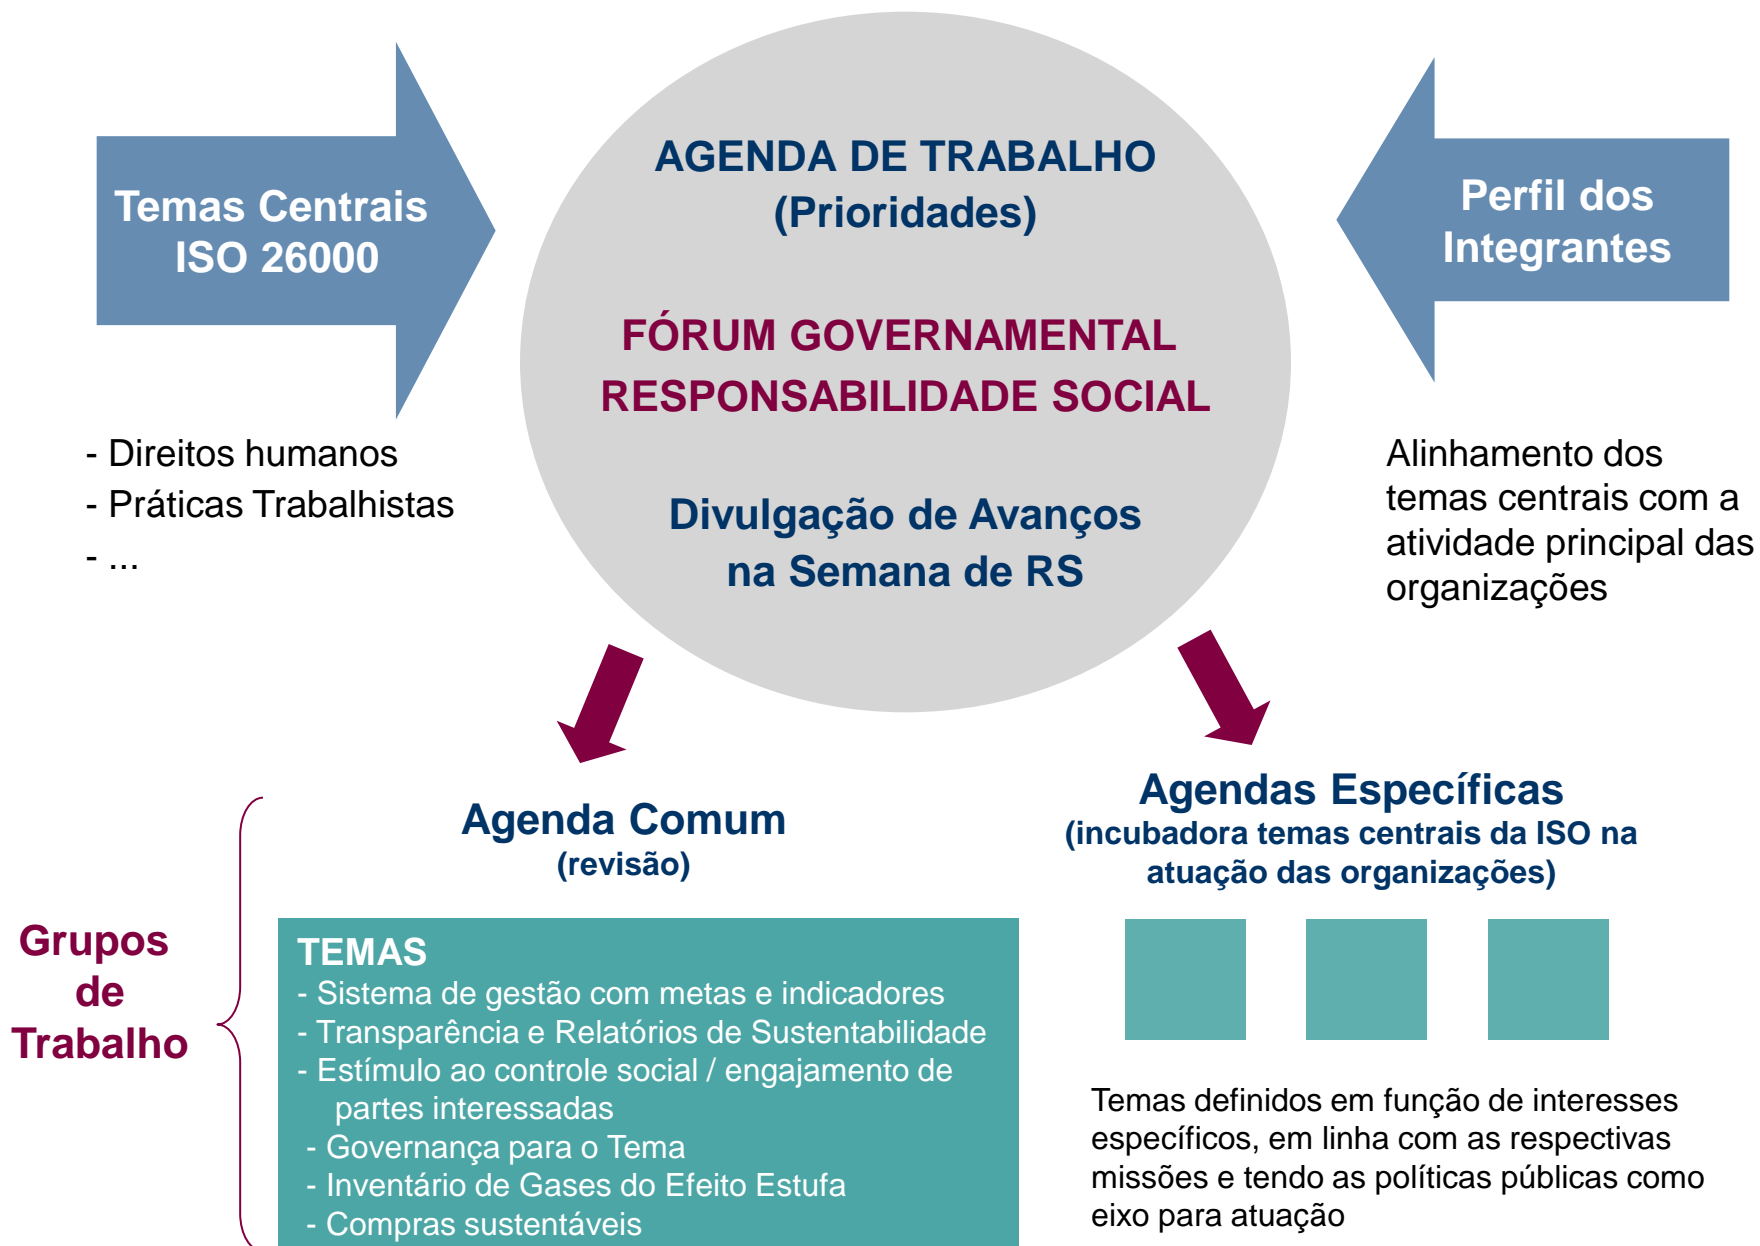 Temas Centrais
ISO 26000
- Direitos humanos
- Práticas Trabalhistas
- ...
AGENDA DE TRABALHO
(Prioridades)
FÓRUM GOVERNAMENTAL
RESPONSABILIDADE SOCIAL
Divulgação de Avanços
na Semana de RS
Perfil dos
Integrantes
Alinhamento dos
temas centrais com a
atividade principal das
organizações
Grupos
de
Trabalho
Agenda Comum
(revisão)
TEMAS
- Sistema de gestão com metas e indicadores
- Transparência e Relatórios de Sustentabilidade
- Estímulo ao controle social / engajamento de
partes interessadas
- Governança para o Tema
- Inventário de Gases do Efeito Estufa
- Compras sustentáveis
Agendas Específicas
(incubadora temas centrais da ISO na
atuação das organizações)
Temas definidos em função de interesses
específicos, em linha com as respectivas
missões e tendo as políticas públicas como
eixo para atuação